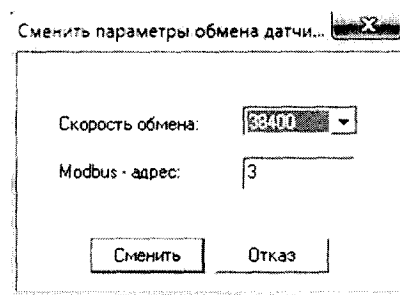 Сменить параметры обмена датчи...
Скорость обмена: 38400
Modbus - адрес: 3
Сменить Отказ